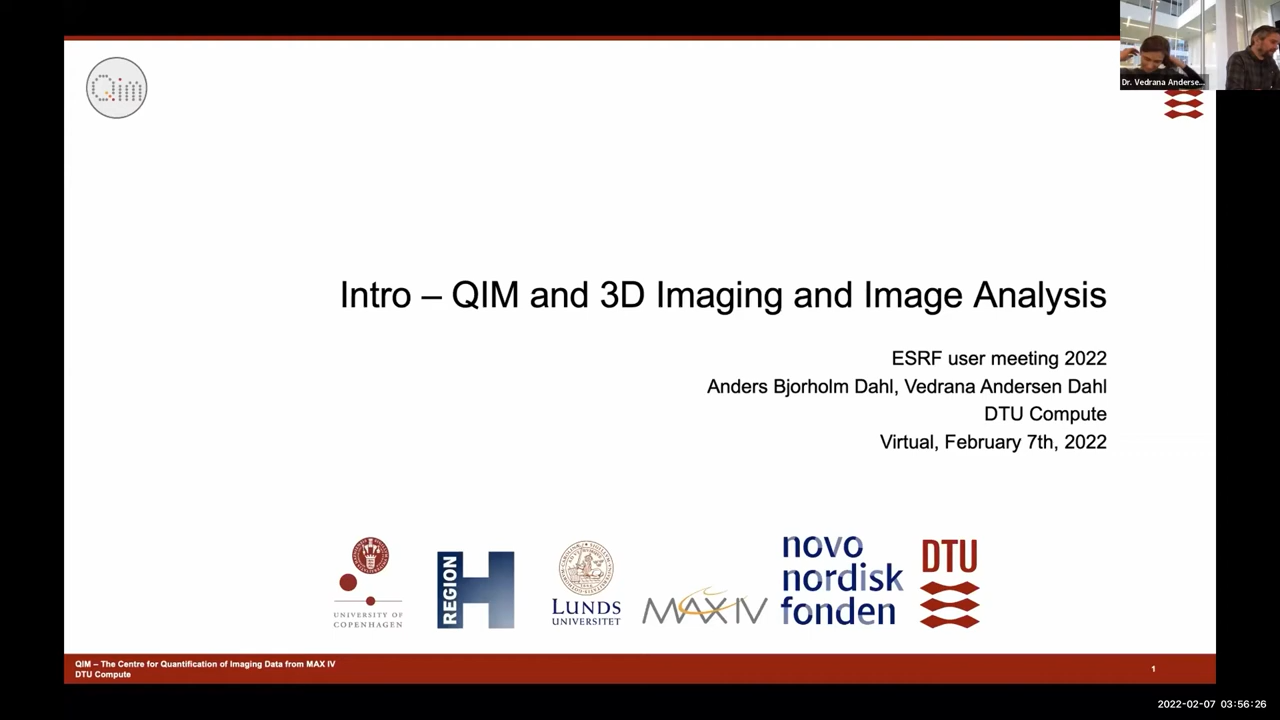 Qim
Dr. Vedrana Anderse...
Intro – QIM and 3D Imaging and Image Analysis
ESRF user meeting 2022
Anders Bjorholm Dahl, Vedrana Andersen Dahl
DTU Compute
Virtual, February 7th, 2022
UNIVERSITY OF
COPENHAGEN
REGION H
LUNDS
UNIVERSITET
MAX IV
novo
nordisk
fonden
DTU
QIM – The Centre for Quantification of Imaging Data from MAX IV
DTU Compute
1
2022-02-07 03:56:26